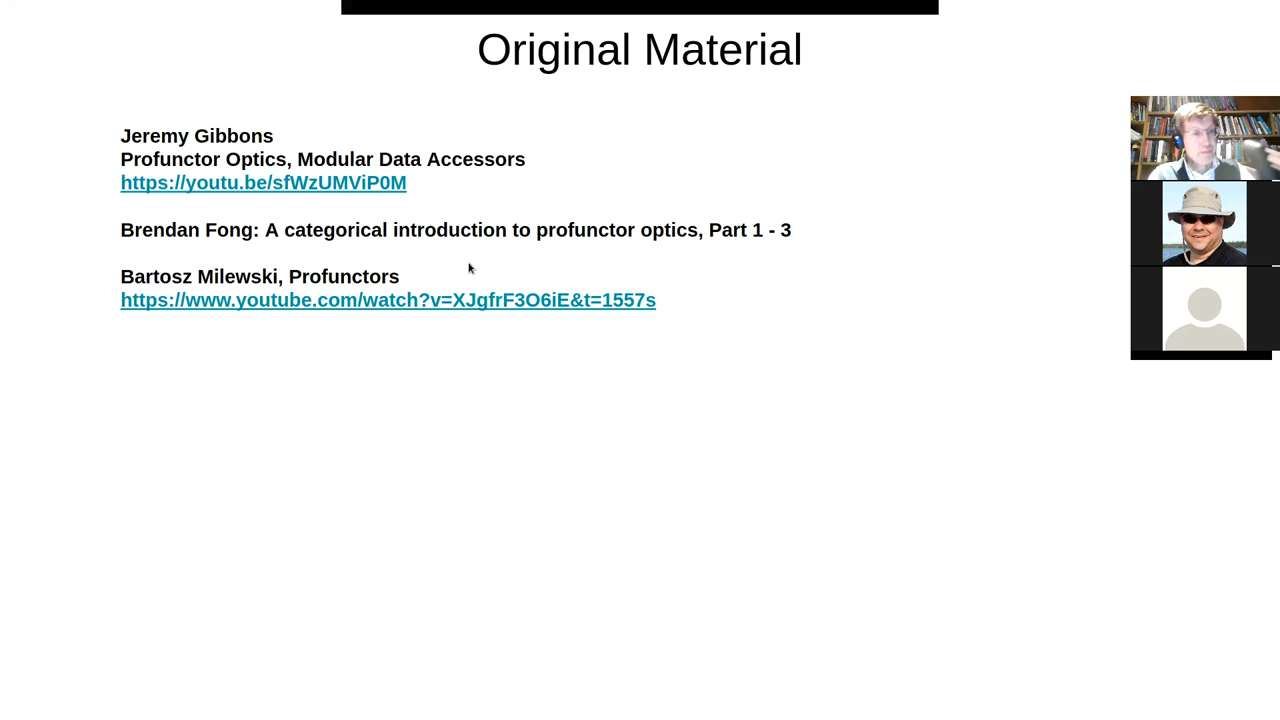 Original Material
Jeremy Gibbons
Profunctor Optics, Modular Data Accessors
https://youtu.be/sfWzUMViP0M
Brendan Fong: A categorical introduction to profunctor optics, Part 1 - 3
Bartosz Milewski, Profunctors
https://www.youtube.com/watch?v=XJgfrF3O6iE&t=1557s